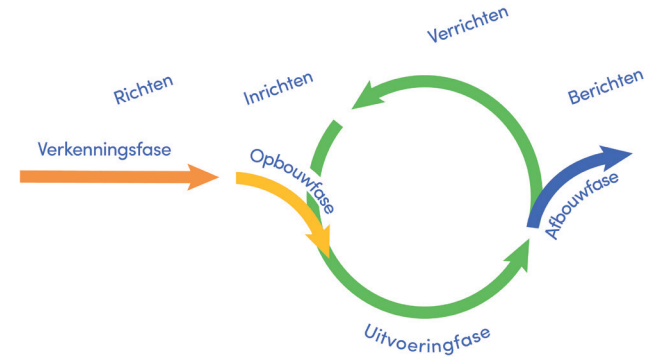 Richten
Inrichten
Verrichten
Berichten
Verkenningsfase
Opbouwfase
Uitvoeringfase
Afbouwfase